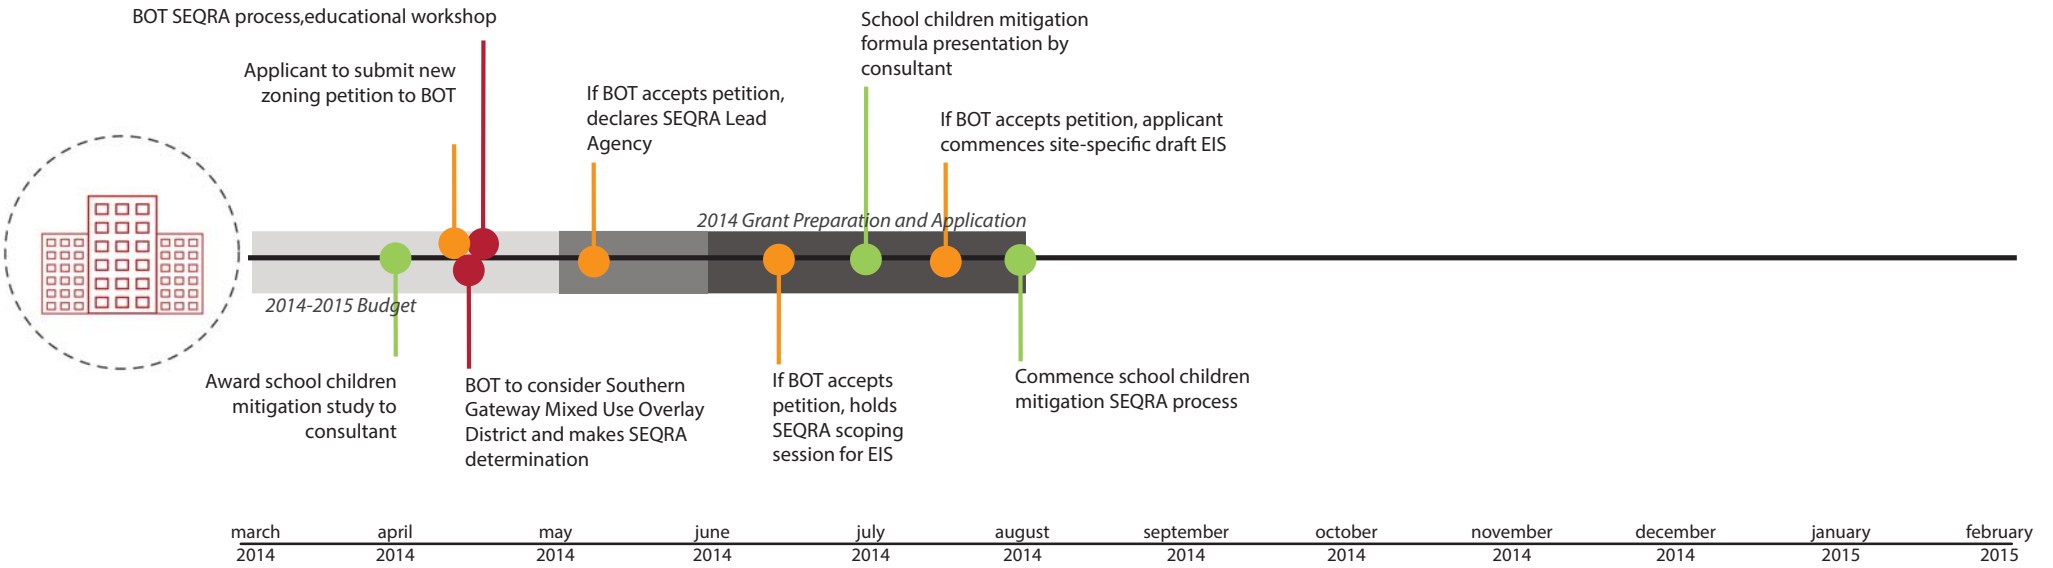 BOT SEQRA process,educational workshop
Applicant to submit new
zoning petition to BOT
If BOT accepts petition,
declares SEQRA Lead
Agency
School children mitigation
formula presentation by
consultant
If BOT accepts petition, applicant
commences site-specific draft EIS
2014 Grant Preparation and Application
2014-2015 Budget
Award school children
mitigation study to
consultant
BOT to consider Southern
Gateway Mixed Use Overlay
District and makes SEQRA
determination
If BOT accepts
petition, holds
SEQRA scoping
session for EIS
Commence school children
mitigation SEQRA process
march april may june july august september october november december january february
2014 2014 2014 2014 2014 2014 2014 2014 2014 2014 2015 2015